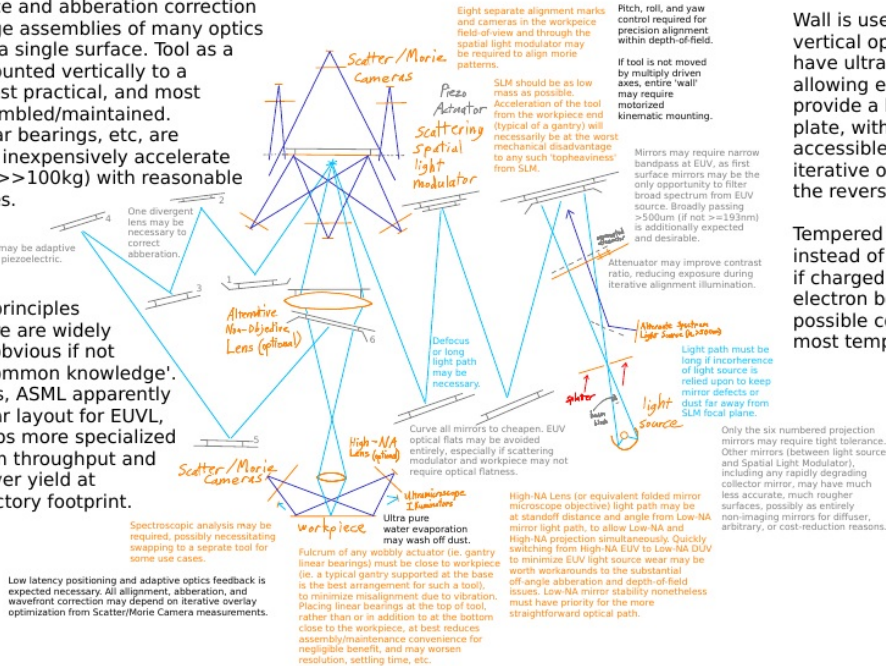 ce and abberation correction
ge assemblies of many optics
a single surface. Tool as a
ounted vertically to a
st practical, and most
mbled/maintained.
ar bearings, etc, are
inexpensively accelerate
>>100kg) with reasonable
es.
Eight separate alignment marks
and cameras in the workpeice
field-of-view and through the
spatial light modulator may
be required to align morie
patterns.
Pitch, roll, and yaw
control required for
precision alignment
within depth-of-field.
If tool is not moved
by multiply driven
axes, entire 'wall'
may require
motorized
kinematic mounting.
Wall is use
vertical op
have ultra
allowing e
provide a
plate, with
accessible
iterative o
the revers
Tempered
instead of
if charged
electron b
possible c
most temp
Scatter/Morie
Cameras
Piezo
Actuator
scattering
spatial
light
modulator
SLM should be as low
mass as possible.
Acceleration of the tool
from the workpiece end
(typical of a gantry) will
necessarily be at the worst
mechanical disadvantage
to any such 'topheaviness'
from SLM.
Mirrors may require narrow
bandpass at EUV, as first
surface mirrors may be the
only opportunity to filter
broad spectrum from EUV
source. Broadly passing
>500um (if not >=193nm)
is additionally expected
and desirable.
Attenuator may improve contrast
ratio, reducing exposure during
iterative alignment illumination.
2
4
One divergent
lens may be
necessary to
correct
abberation.
may be adaptive
piezoelectric.
1
3
principles
re are widely
obvious if not
ommon knowledge'.
s, ASML apparently
ar layout for EUVL,
ps more specialized
n throughput and
ver yield at
ctory footprint.
Alternative
Non-Objective
Lens (optional)
6
Defocus
or long
light path
may be
necessary.
Alternate Spectrum
Light Source
splitter
beam
light
source
Light path must be
long if incorherence
of light source is
relied upon to keep
mirror defects or
dust far away from
SLM focal plane.
5
Curve all mirrors to cheapen. EUV
optical flats may be avoided
entirely, especially if scattering
modulator and workpiece may not
require optical flatness.
Only the six numbered projection
mirrors may require tight tolerance.
Other mirrors (between light source
and Spatial Light Modulator),
including any rapidly degrading
collector mirror, may have much
less accurate, much rougher
surfaces, possibly as entirely
non-imaging mirrors for diffuser,
arbitrary, or cost-reduction reasons.
Scatter/Morie
Cameras
High-NA
Lens (optional)
Ultramicroscope
Illuminators
workpiece
Ultra pure
water evaporation
may wash off dust.
Spectroscopic analysis may be
required, possibly necessitating
swapping to a seprate tool for
some use cases.
Low latency positioning and adaptive optics feedback is
expected necessary. All allignment, abberation, and
wavefront correction may depend on iterative overlay
optimization from Scatter/Morie Camera measurements.
Fulcrum of any wobbly actuator (ie. gantry
linear bearings) must be close to workpiece
(ie. a typical gantry supported at the base
is the best arrangement for such a tool),
to minimize misalignment due to vibration.
Placing linear bearings at the top of tool,
rather than or in addition to at the bottom
close to the workpiece, at best reduces
assembly/maintenance convenience for
negligible benefit, and may worsen
resolution, settling time, etc.
High-NA Lens (or equivalent folded mirror
microscope objective) light path may be
at standoff distance and angle from Low-NA
mirror light path, to allow Low-NA and
High-NA projection simultaneously. Quickly
switching from High-NA EUV to Low-NA DUV
to minimize EUV light source wear may be
worth workarounds to the substantial
off-angle abberation and depth-of-field
issues. Low-NA mirror stability nonetheless
must have priority for the more
straightforward optical path.